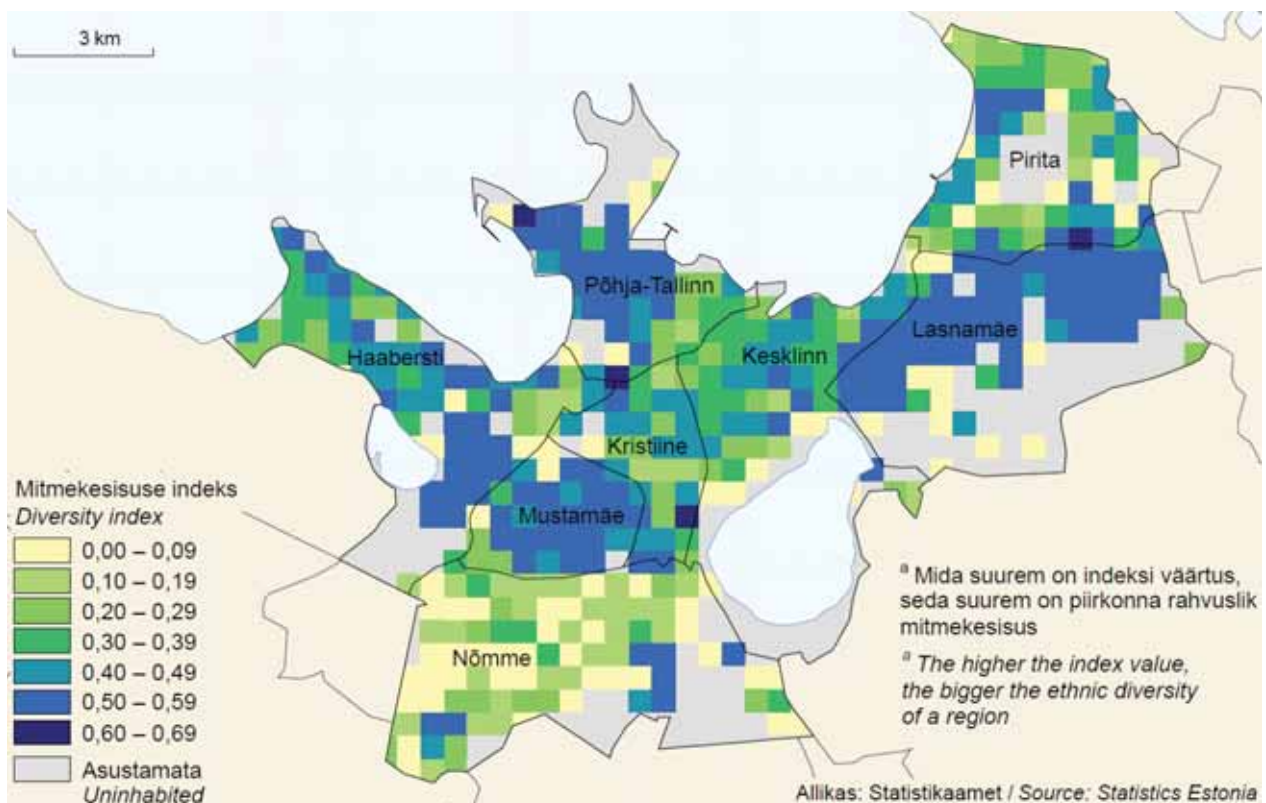 3 km
Pirita
Põhja-Tallinn
Lasnamäe
Haabersti
Kesklinn
Kristiine
Mustamäe
Nõmme
Mitmekesisuse indeks
Diversity index
0,00 – 0,09
0,10 – 0,19
0,20 – 0,29
0,30 – 0,39
0,40 – 0,49
0,50 – 0,59
0,60 – 0,69
Asustamata
Uninhabited
a Mida suurem on indeksi väärtus,
seda suurem on piirkonna rahvuslik
mitmekesisus
a The higher the index value,
the bigger the ethnic diversity
of a region
Allikas: Statistikaamet / Source: Statistics Estonia